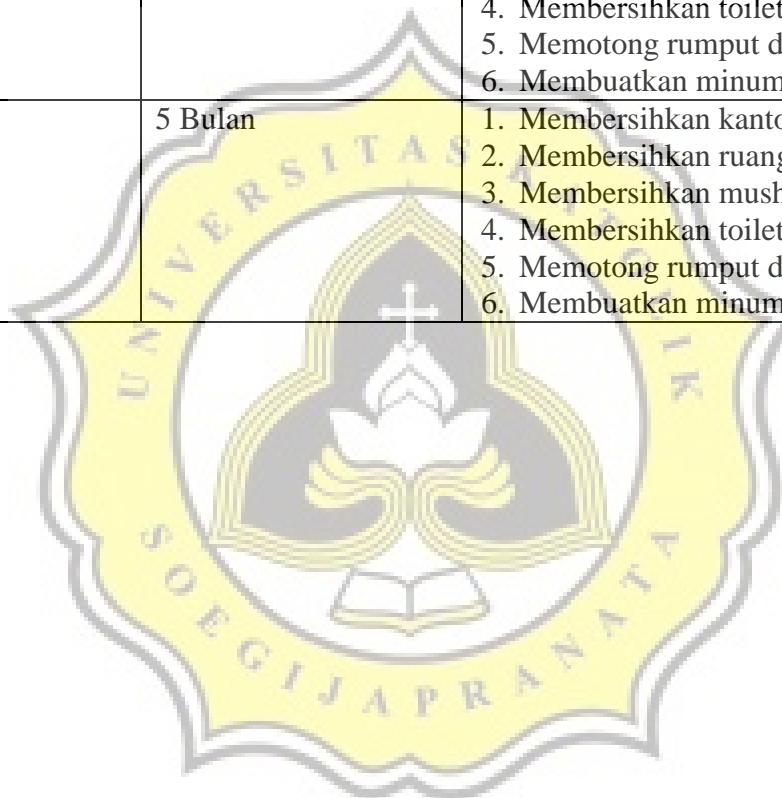 4. Membersihkan toilet
5. Memotong rumput d
6. Membuatkan minum
5 Bulan
1. Membersihkan kanto
2. Membersihkan ruang
3. Membersihkan mush
4. Membersihkan toilet
5. Memotong rumput d
6. Membuatkan minum
UNIVERSITAS KATOLIK
SOEGIJAPRANATA